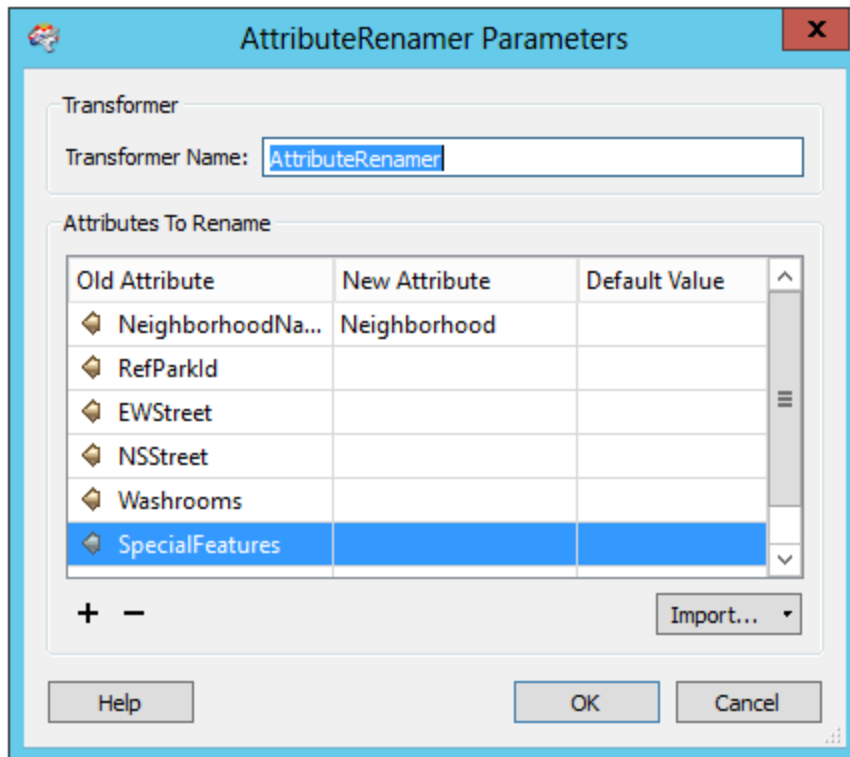 AttributeRenamer Parameters
x
Transformer
Transformer Name: AttributeRenamer
Attributes To Rename
Old Attribute New Attribute Default Value
NeighborhoodNa... Neighborhood
RefParkId
EWStreet
NSStreet
Washrooms
SpecialFeatures
+ −
Import...
Help OK Cancel